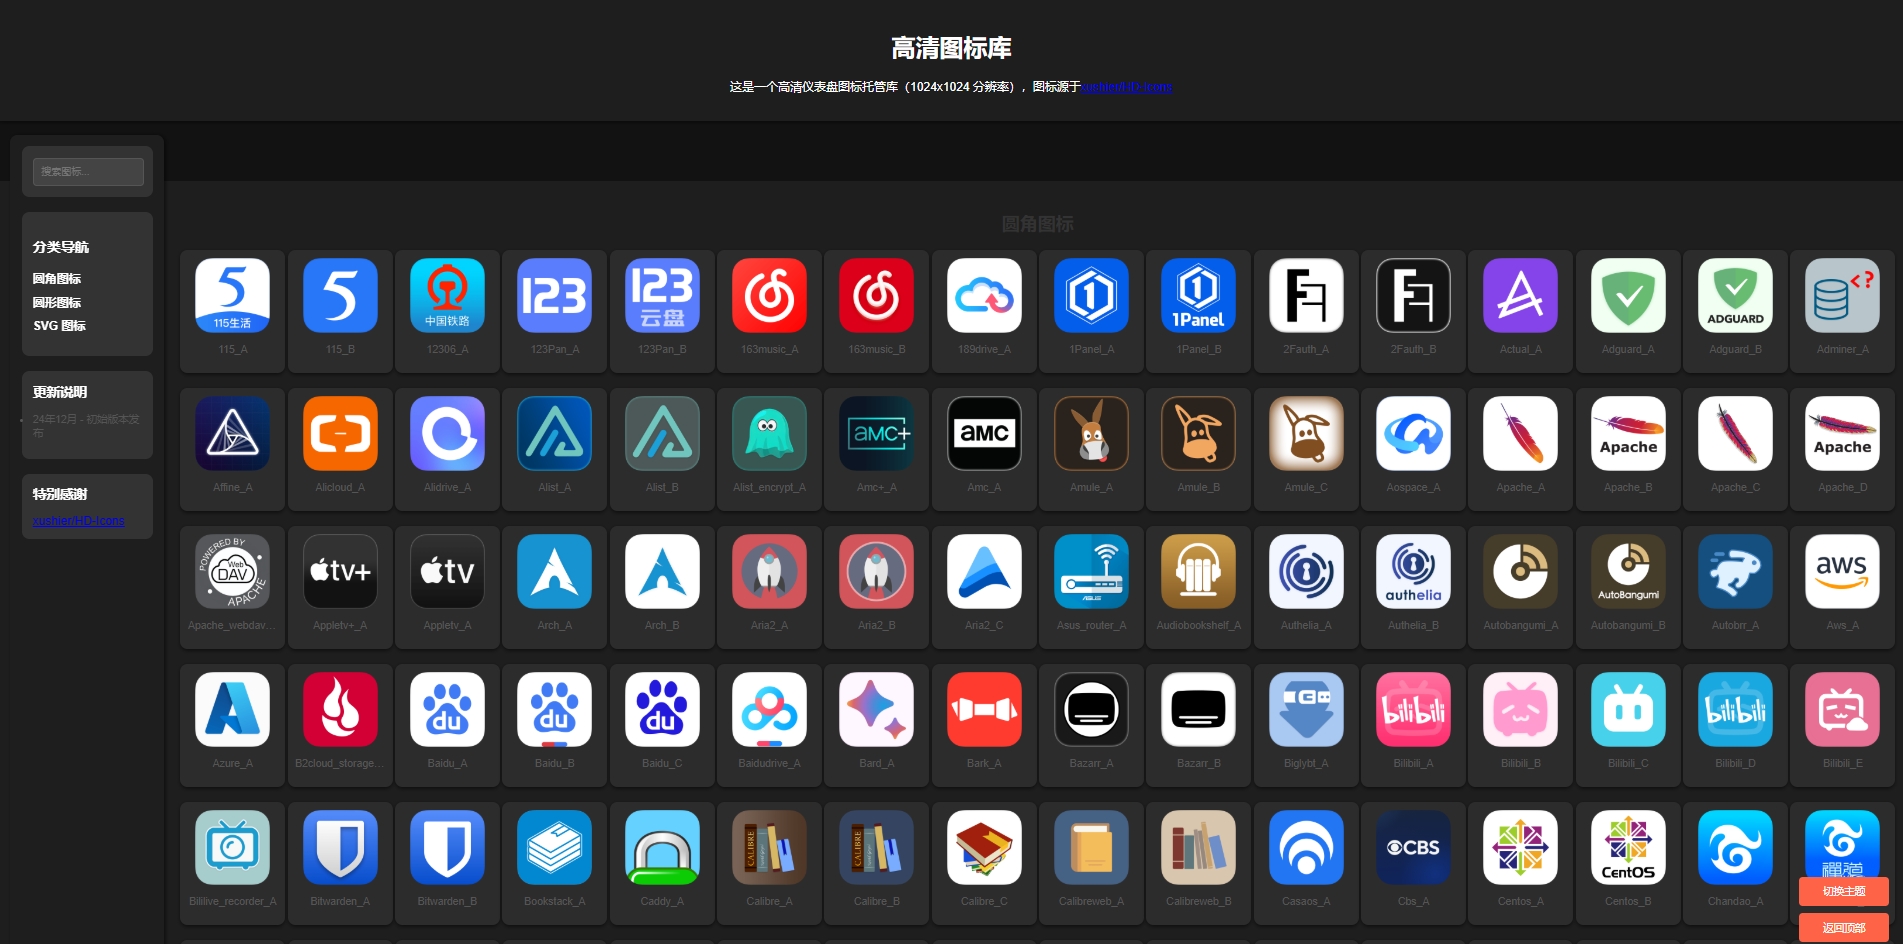 高清图标库
这是一个高清仪表盘图标托管库（1024x1024 分辨率），图标源于xushier/HD-Icons
搜索图标...
分类导航
圆角图标
圆形图标
SVG 图标
更新说明
24年12月 - 初始版本发
布
特别感谢
xushier/HD-Icons
圆角图标
115生活
中国铁路
123
123
云盘
1Panel
ADGUARD
115_A
115_B
12306_A
123Pan_A
123Pan_B
163music_A
163music_B
189drive_A
1Panel_A
1Panel_B
2Fauth_A
2Fauth_B
Actual_A
Adguard_A
Adguard_B
Adminer_A
aMC+
aMC
Apache
Apache
Affine_A
Alicloud_A
Alidrive_A
Alist_A
Alist_B
Alist_encrypt_A
Amc+_A
Amc_A
Amule_A
Amule_B
Amule_C
Aospace_A
Apache_A
Apache_B
Apache_C
Apache_D
POWERED BY
Web
DAV
APACHE
tv+
tv
ASUS
authelia
AutoBangumi
aws
Apache_webdav...
Appletv+_A
Appletv_A
Arch_A
Arch_B
Aria2_A
Aria2_B
Aria2_C
Asus_router_A
Audiobookshelf_A
Authelia_A
Authelia_B
Autobangumi_A
Autobangumi_B
Autobrr_A
Aws_A
du
du
du
bilibili
bilibili
Azure_A
B2cloud_storage...
Baidu_A
Baidu_B
Baidu_C
Baidudrive_A
Bard_A
Bark_A
Bazarr_A
Bazarr_B
Biglybt_A
Bilibili_A
Bilibili_B
Bilibili_C
Bilibili_D
Bilibili_E
CALIBRE
CALIBRE
CBS
CentOS
Bililive_recorder_A
Bitwarden_A
Bitwarden_B
Bookstack_A
Caddy_A
Calibre_A
Calibre_B
Calibre_C
Calibreweb_A
Calibreweb_B
Casaos_A
Cbs_A
Centos_A
Centos_B
Chandao_A
切换主题
返回顶部